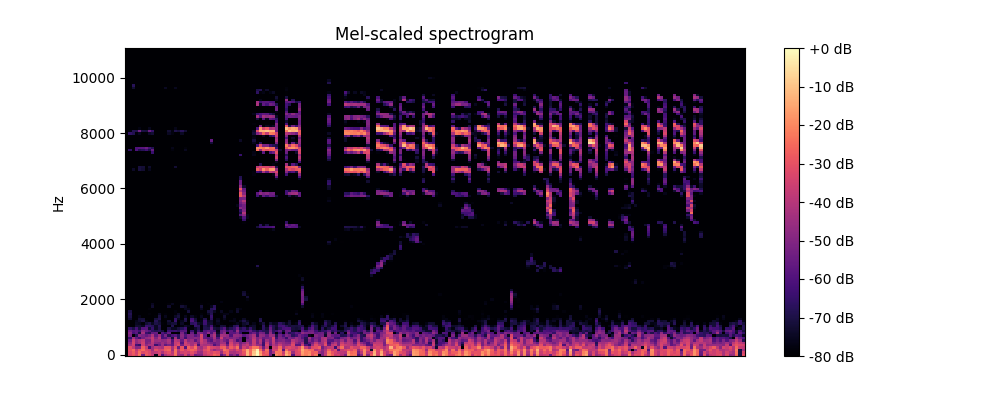 Mel-scaled spectrogram
Hz
10000
8000
6000
4000
2000
0
+0 dB
-10 dB
-20 dB
-30 dB
-40 dB
-50 dB
-60 dB
-70 dB
-80 dB